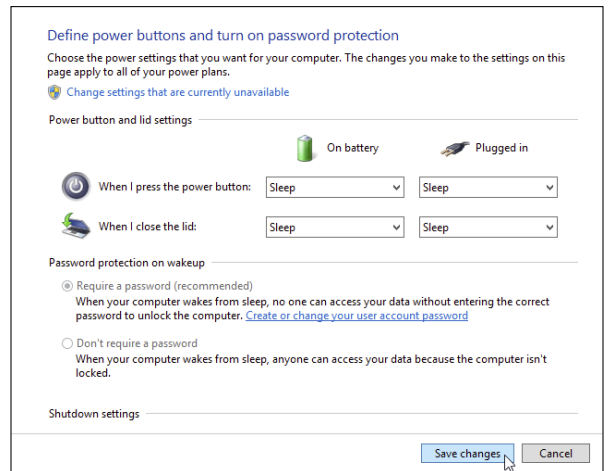 Define power buttons and turn on password protection
Choose the power settings that you want for your computer. The changes you make to the settings on this
page apply to all of your power plans.
Change settings that are currently unavailable
Power button and lid settings
On battery Plugged in
When I press the power button: Sleep Sleep
When I close the lid: Sleep Sleep
Password protection on wakeup
Require a password (recommended)
When your computer wakes from sleep, no one can access your data without entering the correct
password to unlock the computer. Create or change your user account password
Don't require a password
When your computer wakes from sleep, anyone can access your data because the computer isn't
locked.
Shutdown settings
Save changes Cancel